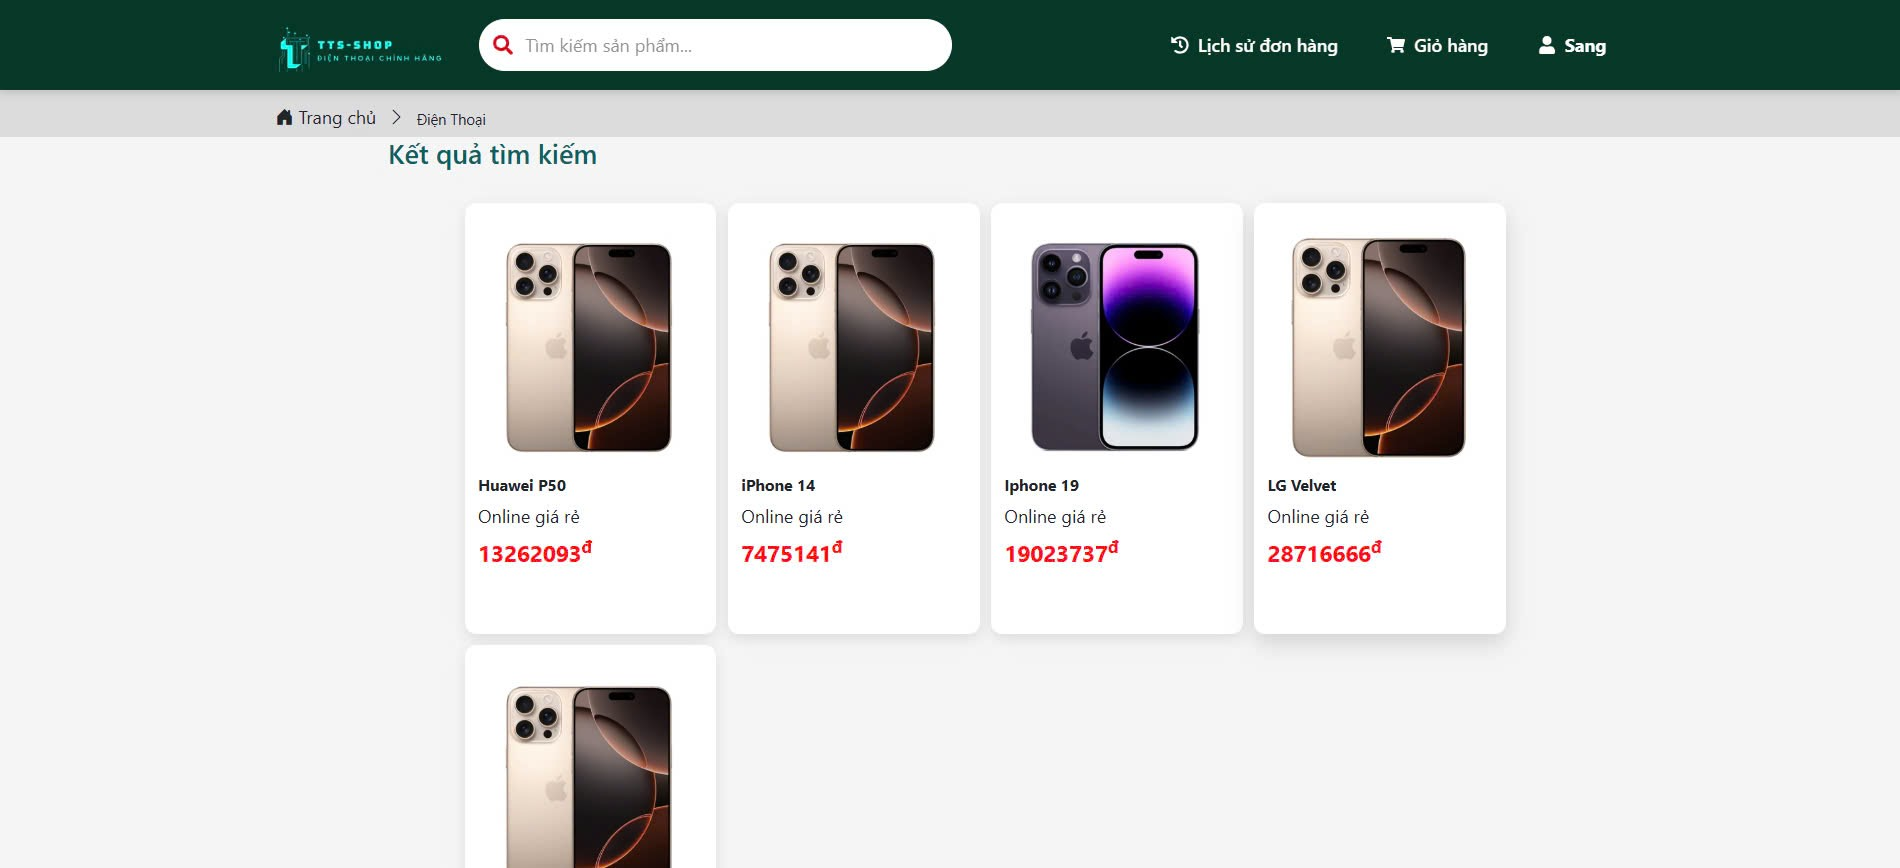 TTS-SHOP
ĐIỆN THOẠI CHÍNH HÃNG
Tìm kiếm sản phẩm...
Lịch sử đơn hàng
Giỏ hàng
Sang
Trang chủ
Điện Thoại
Kết quả tìm kiếm
Huawei P50
Online giá rẻ
13262093đ
iPhone 14
Online giá rẻ
7475141đ
Iphone 19
Online giá rẻ
19023737đ
LG Velvet
Online giá rẻ
28716666đ